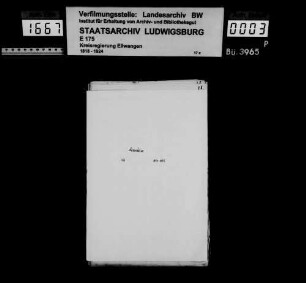 1667
Verfilmungsstelle: Landesarchiv BW
Institut für Erhaltung von Archiv- und Bibliotheksgut
STAATSARCHIV LUDWIGSBURG
E 175
Kreisregierung Ellwangen
1818 - 1924
0003
P
Bü. 3965